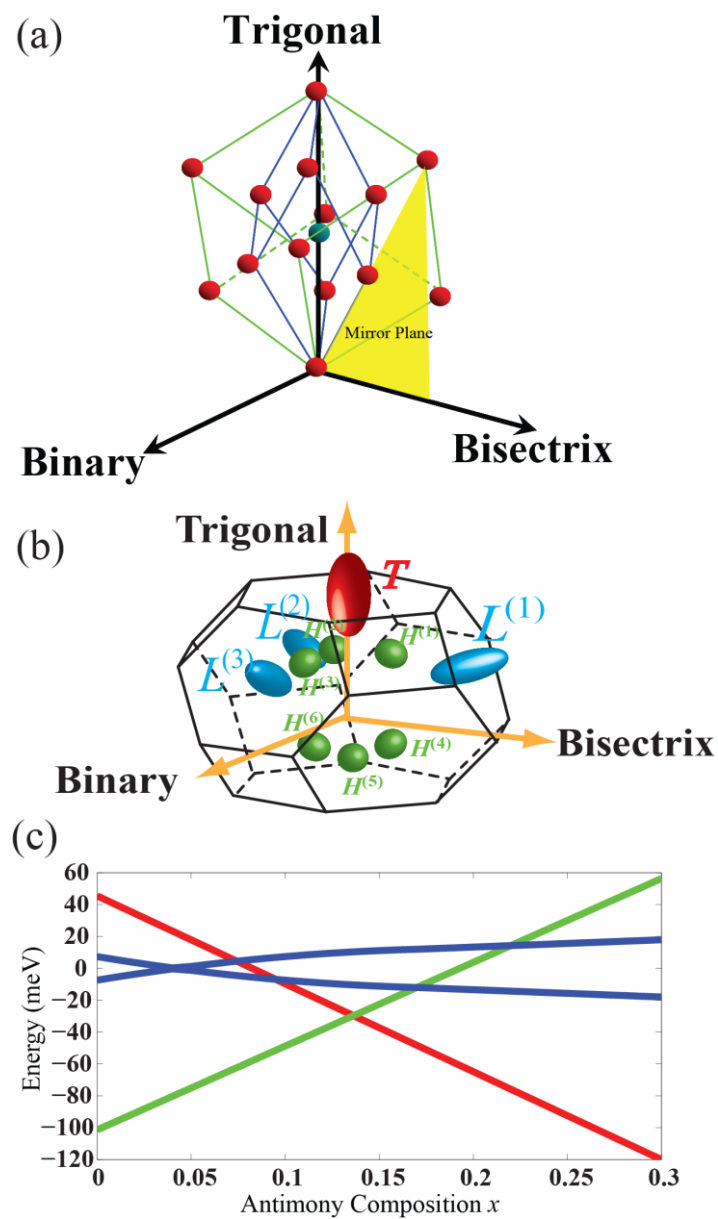 (a)
Trigonal
Mirror Plane
Binary
Bisectrix
(b)
Trigonal
T
L(1)
L(2)
H(1)
L(3)
H(3)
H(6)
H(4)
H(5)
Bisectrix
Binary
(c)
60
40
20
0
−20
−40
−60
−80
−100
−120
Energy (meV)
0 0.05 0.1 0.15 0.2 0.25 0.3
Antimony Composition x